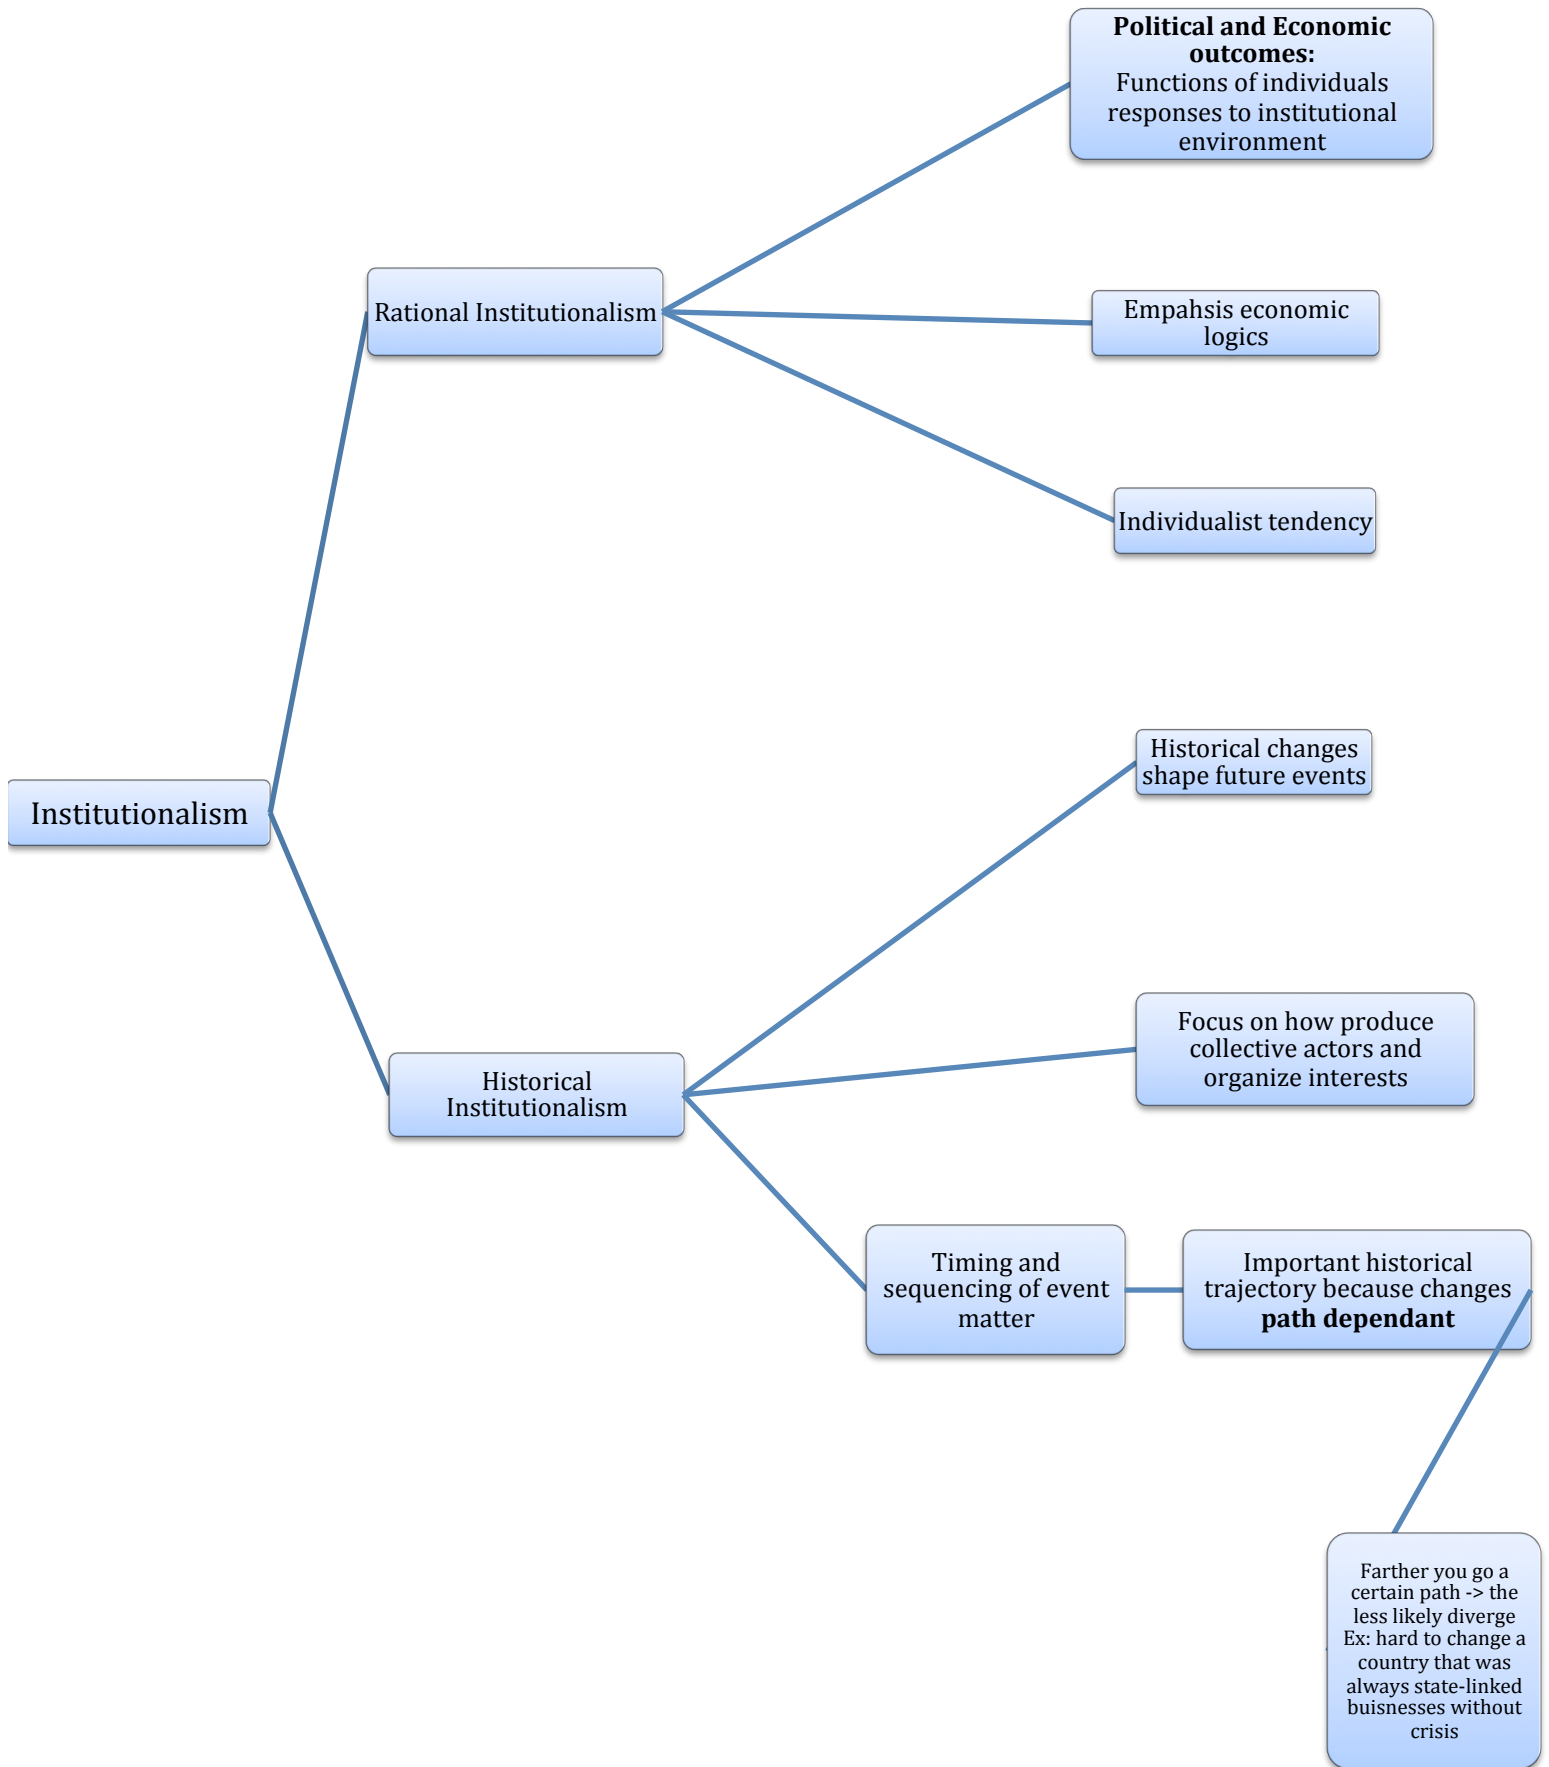 Political and Economic
outcomes:
Functions of individuals
responses to institutional
environment
Rational Institutionalism
Empahsis economic
logics
Individualist tendency
Institutionalism
Historical changes
shape future events
Historical
Institutionalism
Focus on how produce
collective actors and
organize interests
Timing and
sequencing of event
matter
Important historical
trajectory because changes
path dependant
Farther you go a
certain path -> the
less likely diverge
Ex: hard to change a
country that was
always state-linked
buisnesses without
crisis